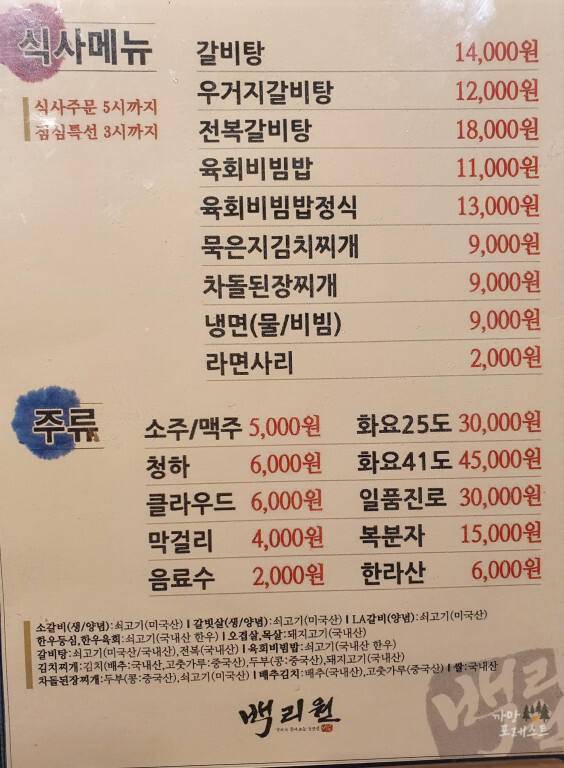 식사메뉴
식사주문 5시까지
점심특선 3시까지
갈비탕 14,000원
우거지갈비탕 12,000원
전복갈비탕 18,000원
육회비빔밥 11,000원
육회비빔밥정식 13,000원
묵은지김치찌개 9,000원
차돌된장찌개 9,000원
냉면(물/비빔) 9,000원
라면사리 2,000원
주류
소주/맥주 5,000원 화요25도 30,000원
청하 6,000원 화요41도 45,000원
클라우드 6,000원 일품진로 30,000원
막걸리 4,000원 복분자 15,000원
음료수 2,000원 한라산 6,000원
소갈비(생/양념):쇠고기(미국산) I 갈빗살(생/양념):쇠고기(미국산) I LA갈비(양념):쇠고기(미국산)
한우등심,한우육회:쇠고기(국내산 한우) I 오겹살,목살:돼지고기(국내산)
갈비탕:쇠고기(미국산/국내산),전복(국내산) I 육회비빔밥:쇠고기(국내산 한우)
김치찌개:김치(배추:국내산,고춧가루:중국산),두부(콩:중국산),돼지고기(국내산)
차돌된장찌개:두부(콩:중국산),쇠고기(미국산) I 배추김치:배추(국내산),고춧가루(중국산) I 쌀:국내산
백리원
까망
포레스트